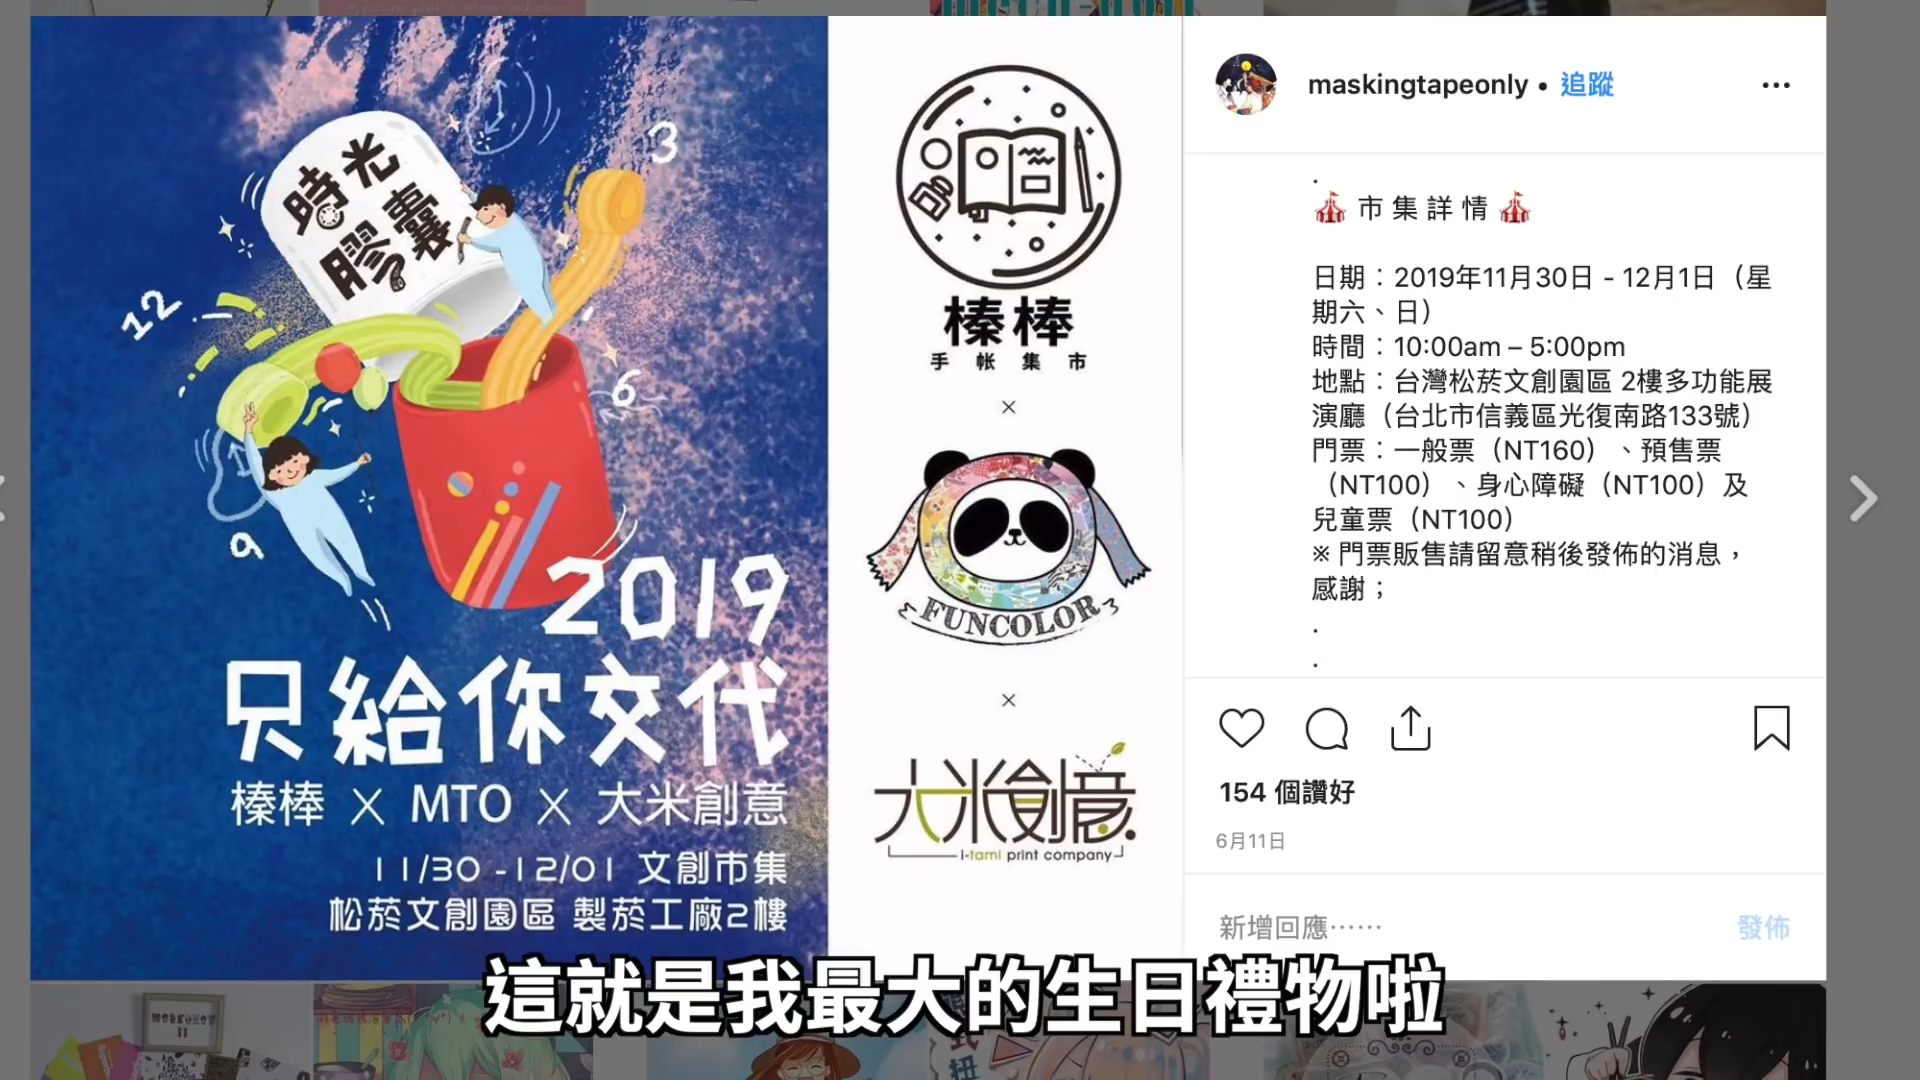 時光
膠囊
12
3
6
9
2019
只給你交代
榛棒 X MTO X 大米創意
11/30 -12/01 文創市集
松菸文創園區 製菸工廠2樓
榛棒
手帳集市
×
FUNCOLOR
×
大米創意
i-tami print company
maskingtapeonly • 追蹤
.
🎪 市 集 詳 情 🎪
日期：2019年11月30日 - 12月1日（星
期六、日）
時間：10:00am – 5:00pm
地點：台灣松菸文創園區 2樓多功能展
演廳（台北市信義區光復南路133號）
門票：一般票（NT160）、預售票
（NT100）、身心障礙（NT100）及
兒童票（NT100）
※ 門票販售請留意稍後發佈的消息，
感謝；
.
.
154 個讚好
6月11日
新增回應⋯⋯
發佈
這就是我最大的生日禮物啦